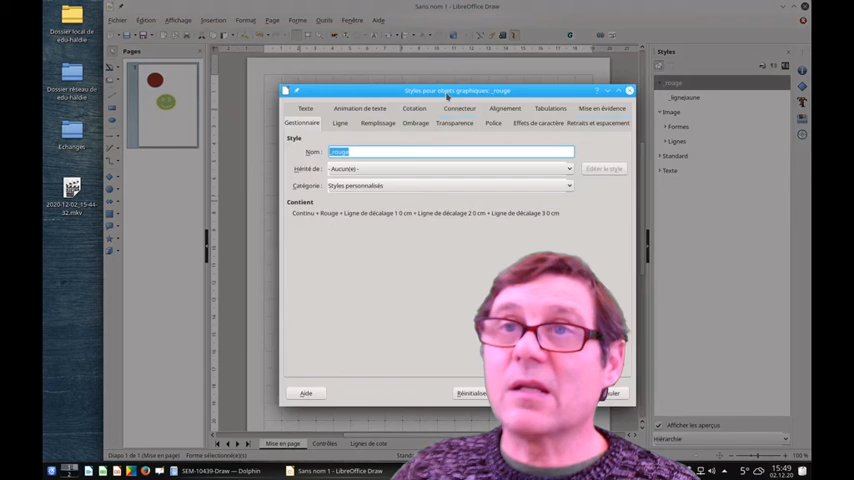 Sans nom 1 - LibreOffice Draw
Fichier Édition Affichage Insertion Format Forme Page Outils Fenêtre Aide
Dossier local de
edu-haldie
Dossier réseau de
edu-haldie
Echanges
2020-12-02_15-44-
32.mkv
Pages
1
Styles pour objets graphiques: _rouge
Texte Animation de texte Cotation Connecteur Alignement Tabulations Mise en évidence
Gestionnaire Ligne Remplissage Ombrage Transparence Police Effets de caractère Retraits et espacement
Style
Nom : _rouge
Hérité de : - Aucun(e) - Éditer le style
Catégorie : Styles personnalisés
Contient
Continu + Rouge + Ligne de décalage 1 0 cm + Ligne de décalage 2 0 cm + Ligne de décalage 3 0 cm
Aide Réinitialise
Styles
_rouge
_lignejaune
Image
Formes
Lignes
Standard
Texte
Afficher les aperçus
Hiérarchie
Mise en page Contrôles Lignes de cote
Diapo 1 de 1 (Mise en page) Forme sélectionné(s) 100 %
SEM-10439-Draw — Dolphin Sans nom 1 - LibreOffice Draw
5° 15:49
02.12.20